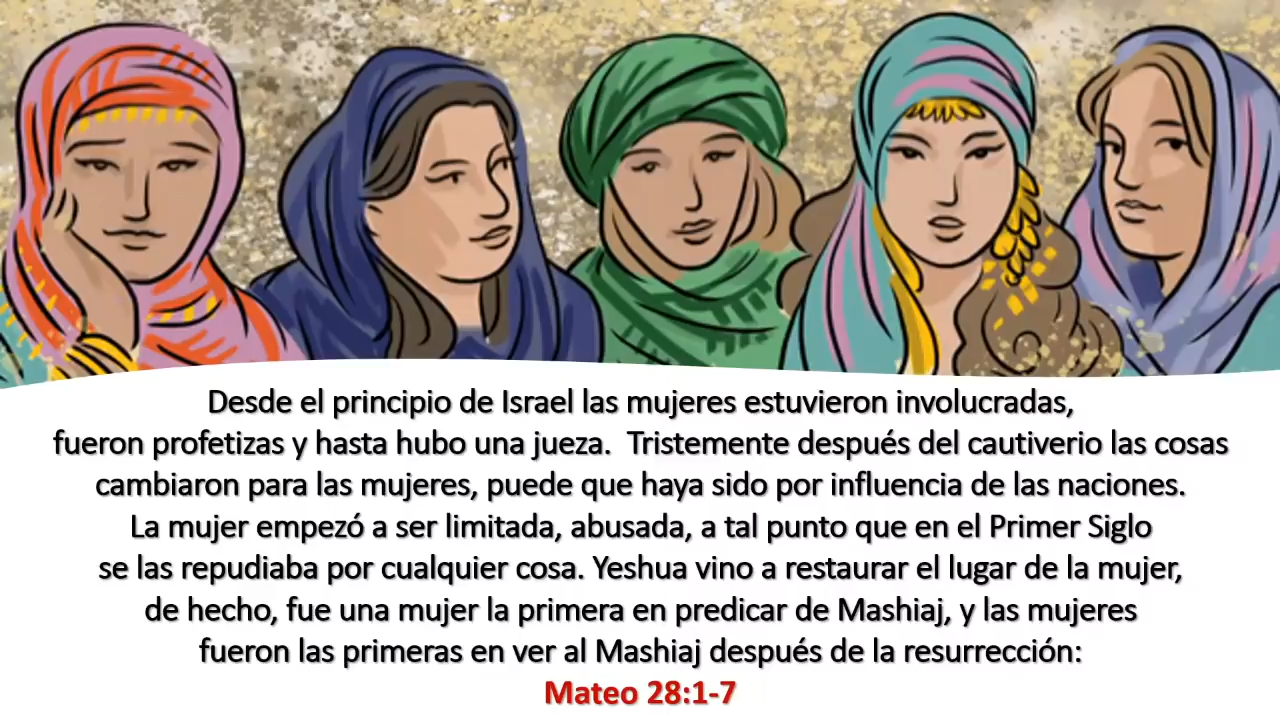 Desde el principio de Israel las mujeres estuvieron involucradas,
fueron profetizas y hasta hubo una jueza.  Tristemente después del cautiverio las cosas
cambiaron para las mujeres, puede que haya sido por influencia de las naciones.
La mujer empezó a ser limitada, abusada, a tal punto que en el Primer Siglo
se las repudiaba por cualquier cosa. Yeshua vino a restaurar el lugar de la mujer,
de hecho, fue una mujer la primera en predicar de Mashiaj, y las mujeres
fueron las primeras en ver al Mashiaj después de la resurrección:
Mateo 28:1-7